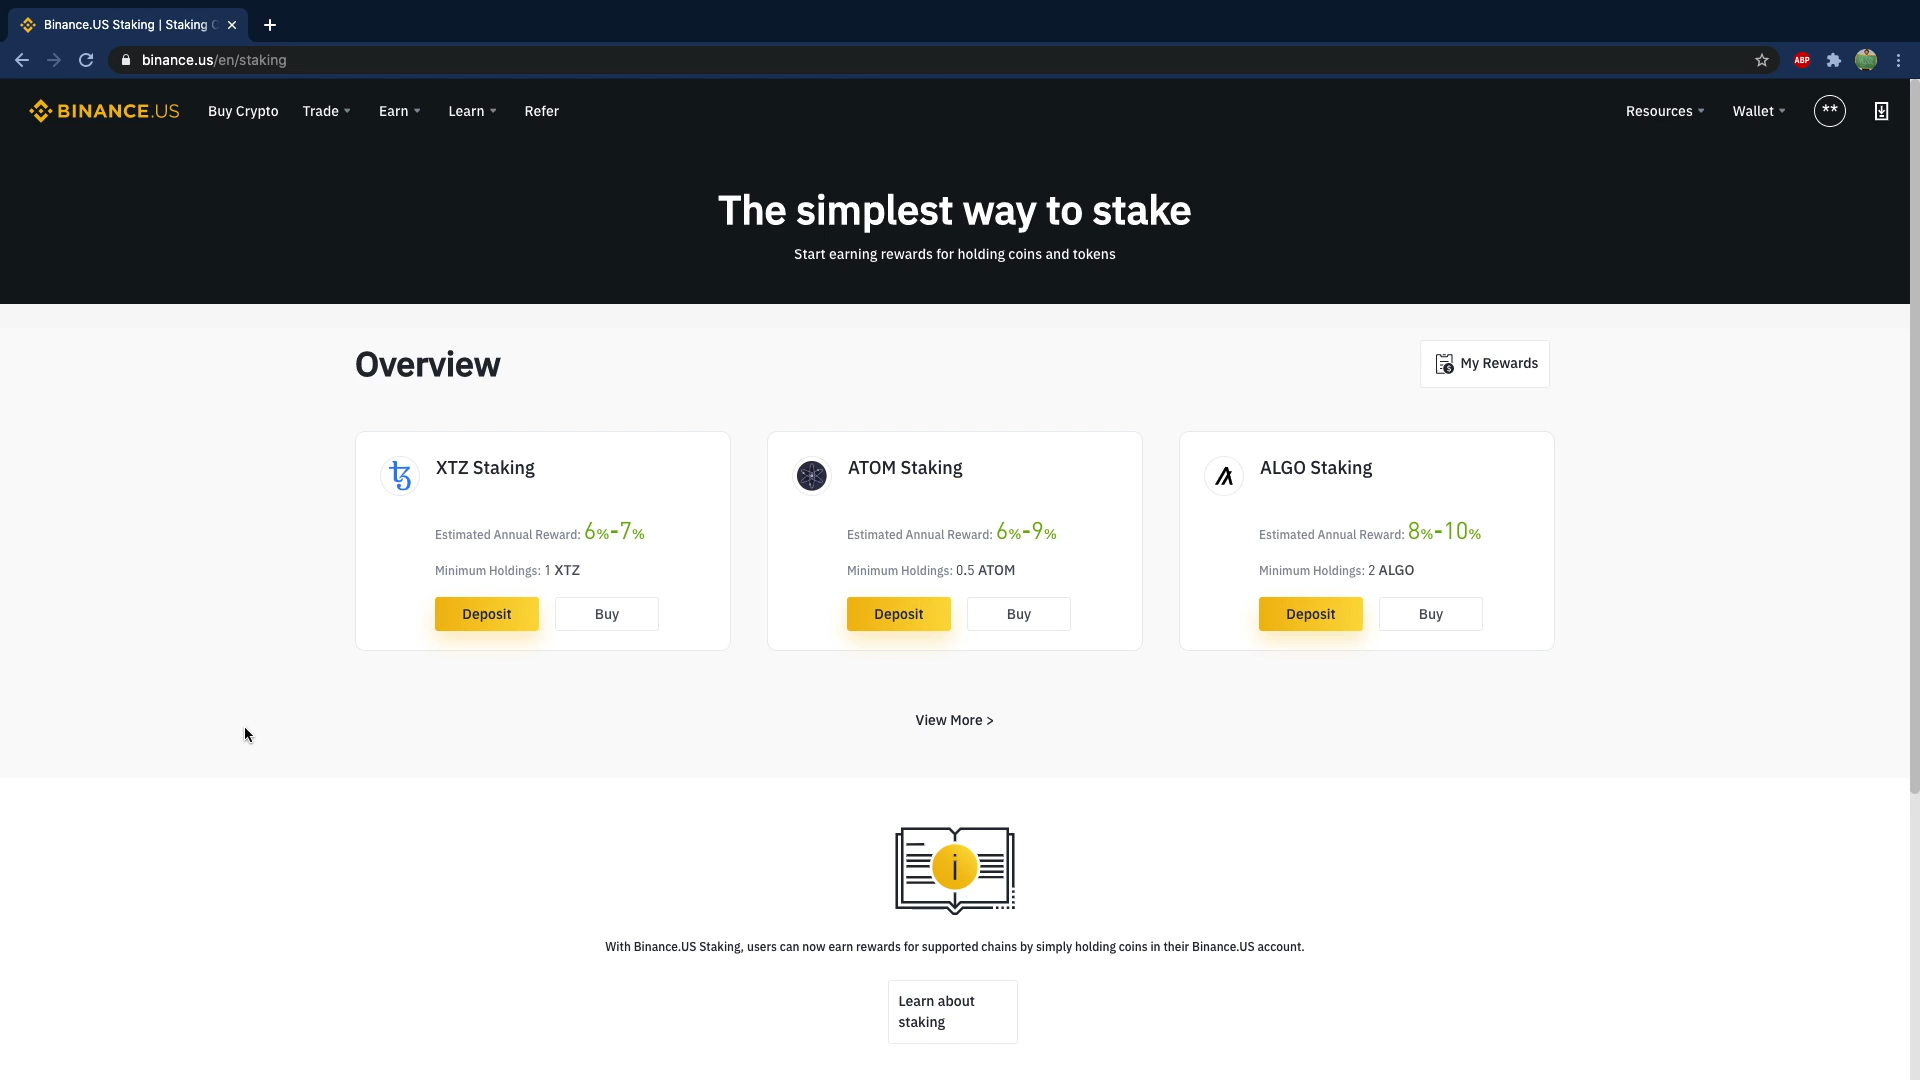 Binance.US Staking | Staking
binance.us/en/staking
ABP
BINANCE.US
Buy Crypto
Trade
Earn
Learn
Refer
Resources
Wallet
**
The simplest way to stake
Start earning rewards for holding coins and tokens
Overview
My Rewards
XTZ Staking
Estimated Annual Reward: 6%-7%
Minimum Holdings: 1 XTZ
Deposit
Buy
ATOM Staking
Estimated Annual Reward: 6%-9%
Minimum Holdings: 0.5 ATOM
Deposit
Buy
ALGO Staking
Estimated Annual Reward: 8%-10%
Minimum Holdings: 2 ALGO
Deposit
Buy
View More >
i
With Binance.US Staking, users can now earn rewards for supported chains by simply holding coins in their Binance.US account.
Learn about
staking